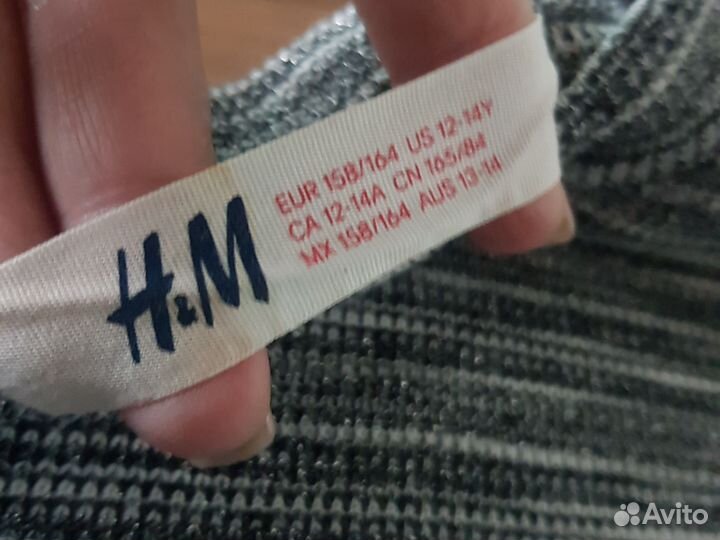 H&M
EUR 158/164 US 12-14Y
CA 12-14A CN 165/84
MX 158/164 AUS 13-14
Avito